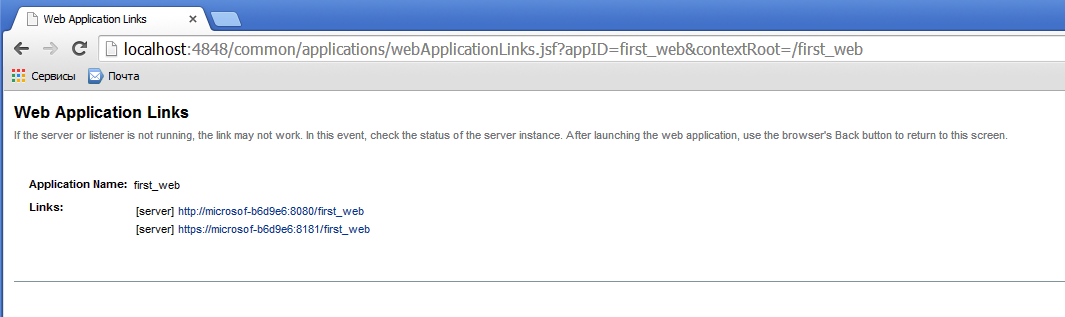 Web Application Links
localhost:4848/common/applications/webApplicationLinks.jsf?appID=first_web&contextRoot=/first_web
Сервисы Почта
Web Application Links
If the server or listener is not running, the link may not work. In this event, check the status of the server instance. After launching the web application, use the browser's Back button to return to this screen.
Application Name: first_web
Links: [server] http://microsof-b6d9e6:8080/first_web
[server] https://microsof-b6d9e6:8181/first_web